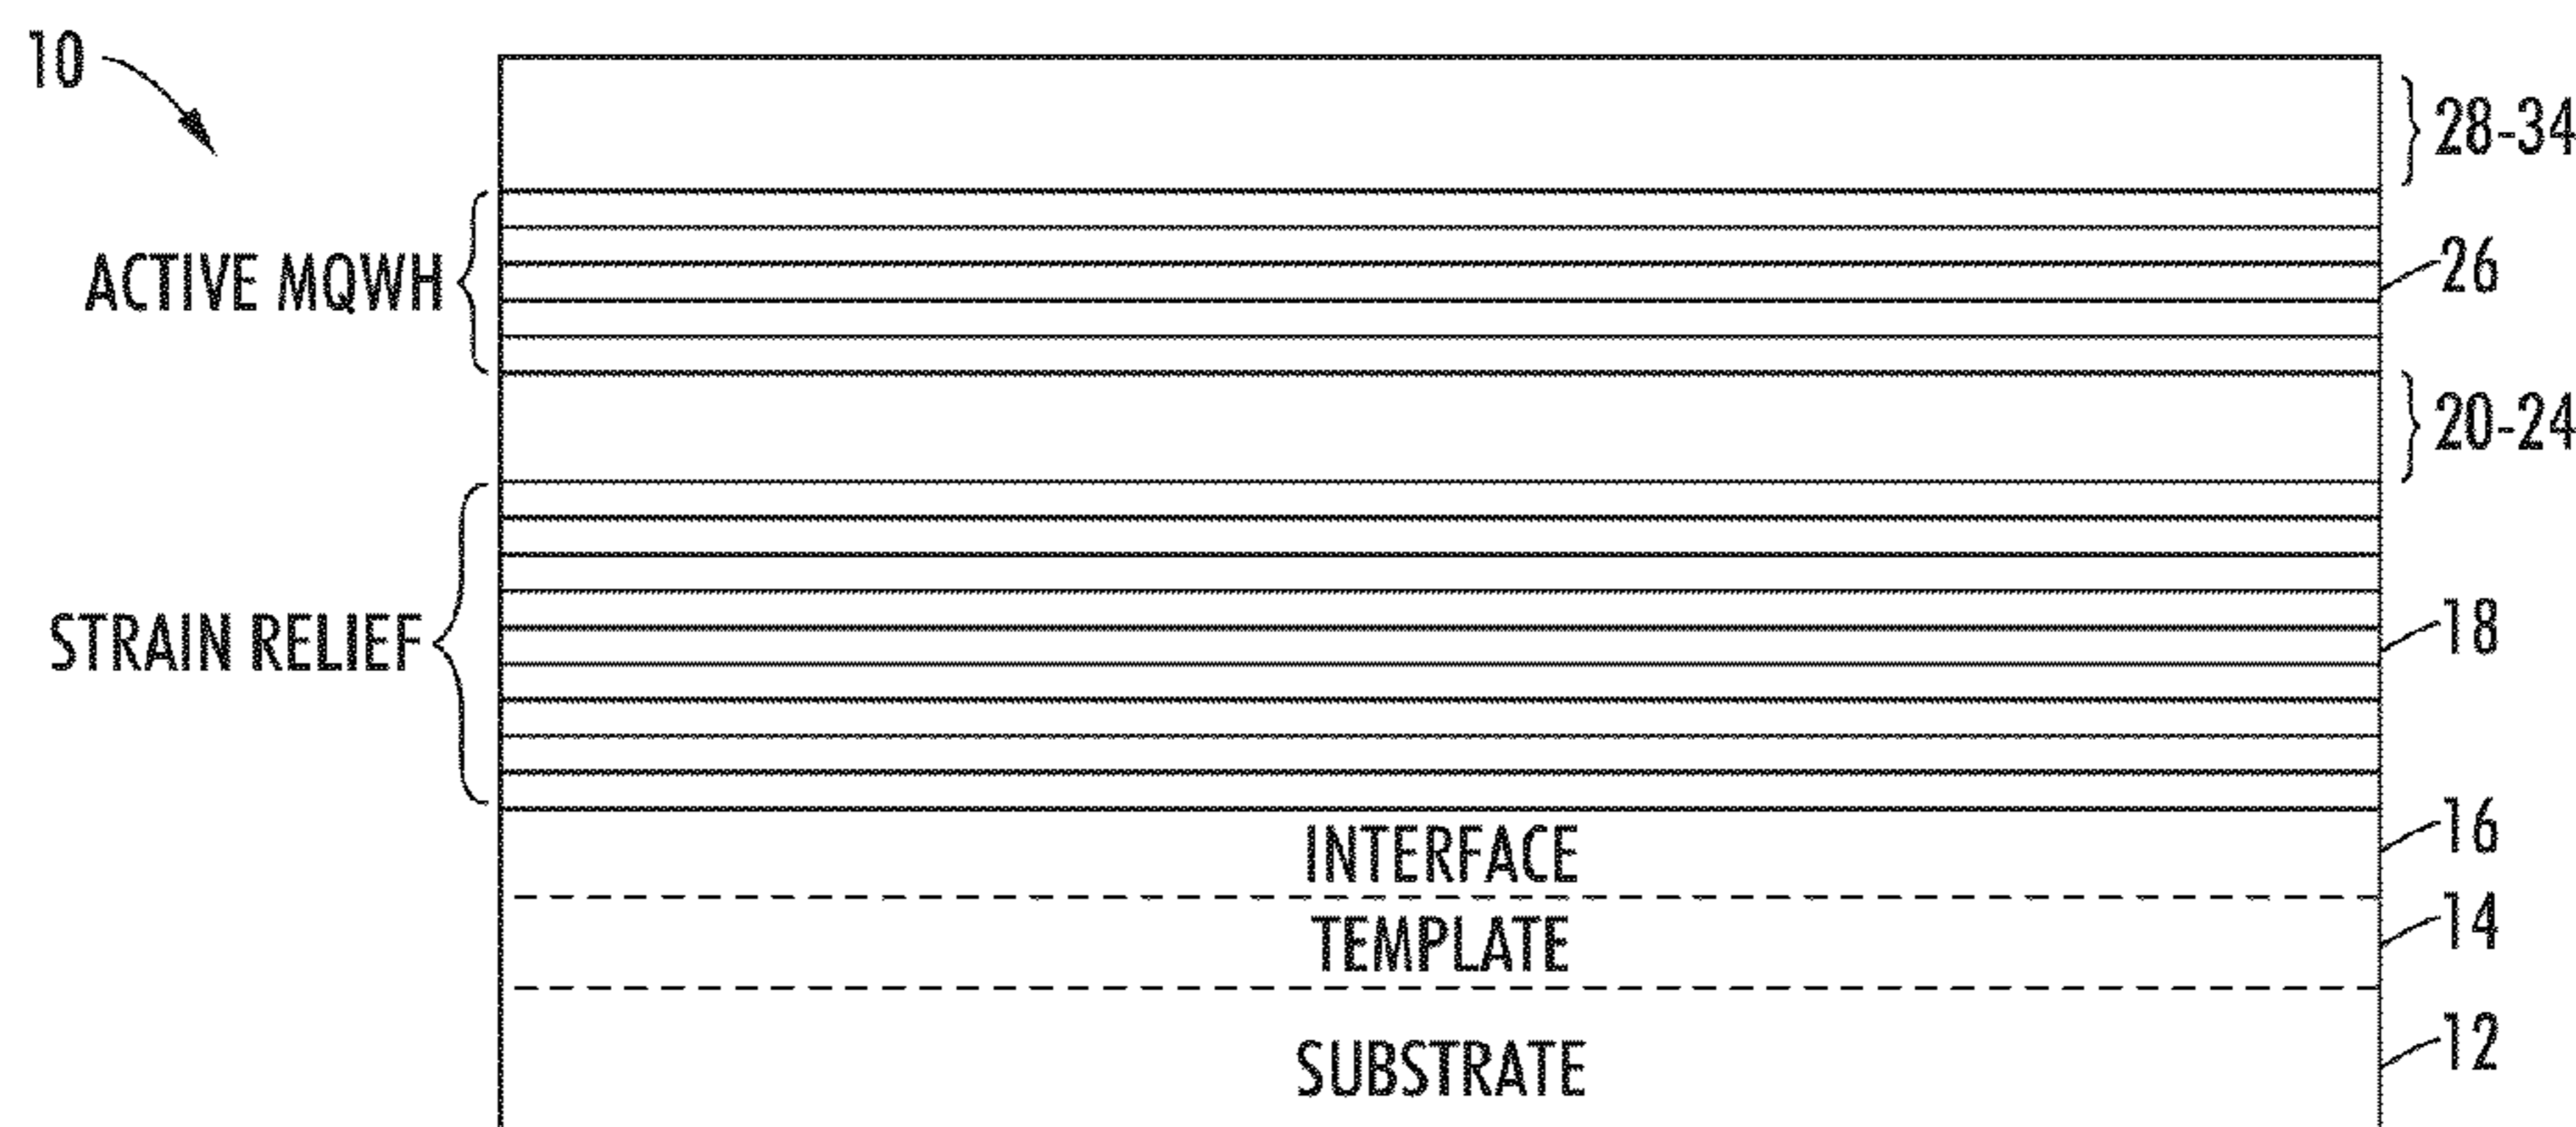 10
28-34
ACTIVE MQWH
26
20-24
STRAIN RELIEF
18
INTERFACE
16
TEMPLATE
14
SUBSTRATE
12